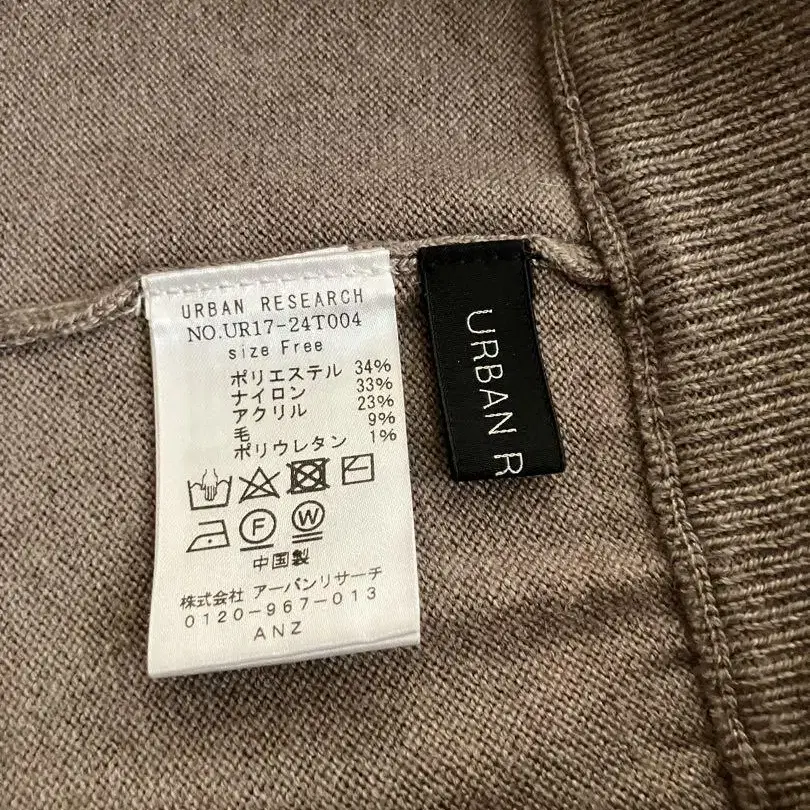 URBAN RESEARCH
NO.UR17-24T004
size Free
ポリエステル 34%
ナイロン 33%
アクリル 23%
毛 9%
ポリウレタン 1%
F
W
中国製
株式会社 アーバンリサーチ
0120-967-013
ANZ
URBAN R